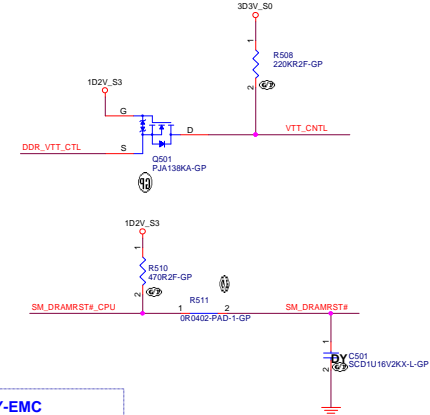 3D3V_S0
1
R508
220KR2F-GP
2
1D2V_S3
G
D
VTT_CNTL
DDR_VTT_CTL
S
Q501
PJA138KA-GP
1D2V_S3
1
R510
470R2F-GP
2
R511
SM_DRAMRST#_CPU
1
2
SM_DRAMRST#
0R0402-PAD-1-GP
1
DY
C501
SCD1U16V2KX-L-GP
2
Y-EMC